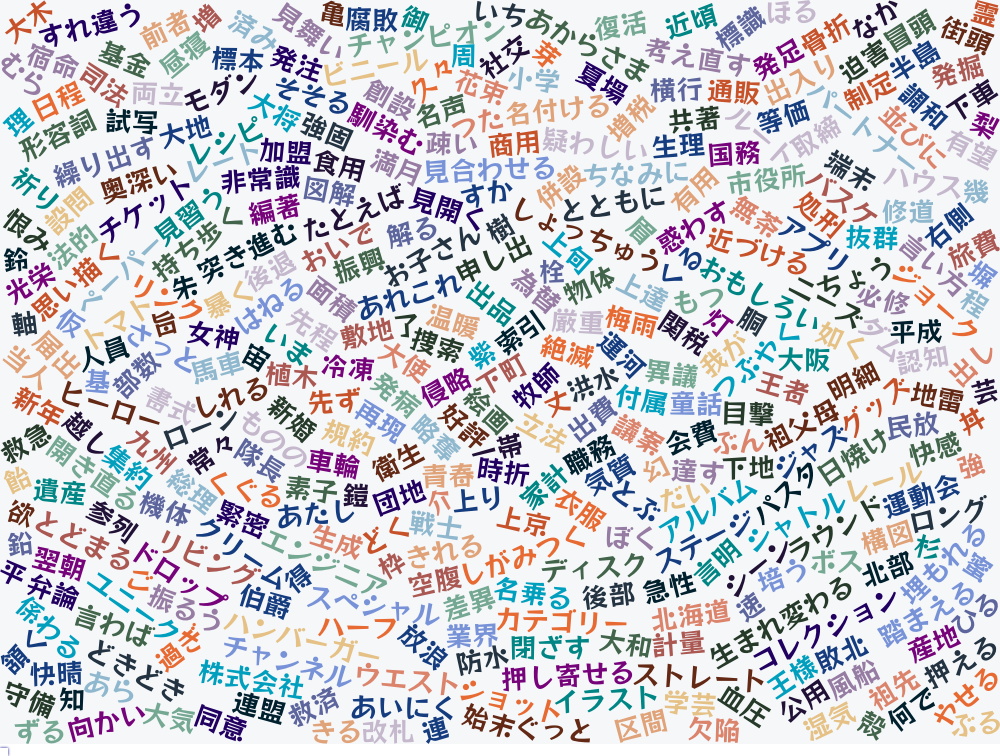 大木
すれ違う
前者
増
済み
見舞い
亀
腐敗
御
いちあからさま
復活
近頃
標識
ほる
なか
霊
街頭
宿命
基金
昼寝
標本
発注
チャンピオン
周
社交
芽
考え直す
発足
骨折
迫害
冒頭
むら
司法
両立
モダン
そそる
ビニール
久々
花束
小学
夏場
横行
通販
出入り
制定
半島
発掘
理
日程
形容詞
試写
大地
レシピ
大将
強固
創設
馴染む
名声
つた
名付ける
増税
共著
等価
パートナー
調和
下車
梨
並びに
有望
繰り出す
レート
加盟
食用
満月
疎い
商用
疑わしい
生理
国務
取締
端末
ハウス
幾
祈り
設問
奥深い
チケット
見習う
非常識
図解
見合わせる
すか
併設
ちなみに
有用
市役所
バスケ
修道
右側
恨み
法的
編著
たとえば
見開く
しょっちゅう
ともに
首
惑わす
無茶
処刑
アプリ
抜群
言い方
旅費
鈴
光栄
思い描く
ペーパー
持ち歩く
突き進む
おいで
解る
お子さん
樹
申し出
上旬
近づける
塀
軸
仮
トマト
朱
暴く
後退
振興
あれこれ
出品
為替
栓
物体
上達
もつ
おもしろい
ニーズ
ちょう
必修
ジョーク
程
当人
風土
さっと
女神
はねる
面積
先程
敷地
了
温暖
捜索
紫
索引
厳重
梅雨
関税
灯
胴
如く
平成
認知
人員
部数
馬車
宙
いま
冷凍
大使
侵略
下町
絶滅
運河
異議
我が
つぶやく
大阪
出し
基
ヒーロー
書式
しれる
植木
先ず
発病
絵画
牧師
丈
洪水
付属
童話
王者
明細
グッズ
地雷
芸
新年
越し
九州
ローン
ものの
新婚
規約
再現
略奪
好評
立法
出費
議案
会費
目撃
ぶん
祖父母
ジャズ
民放
丼
救急
開き直る
集約
常々
隊長
車輪
衛生
青春
帯
時折
家計
職務
気質
幻
達す
下地
パスタ
日焼け
快感
強
飴
遺産
機体
総理
くぐる
素子
鎧
団地
穴
上り
衣服
とぶ
だい
アルバム
シャトル
レール
運動会
欲
とどまる
参列
緊密
あたし
とく
戦士
上京
ぼく
ステージ
ラウンド
構図
ロング
鉛
翌朝
ドロップ
リビング
クリーム
エンジニア
生成
枠
きれる
しがみつく
ディスク
言明
シーン
ボス
北部
た
埋もれる
蜜
平
弁論
ユニーク
ご
振るう
得
伯爵
スペシャル
空腹
差異
名乗る
後部
急性
速
培う
生まれ変わる
コレクション
踏まえる
係わる
言わば
過ぎ
ハンバーガー
ハーフ
放浪
業界
カテゴリー
北海道
産地
ひる
快晴
どきどき
チャンネル
ウエスト
防水
閉ざす
大和
計量
王様
敗北
押える
守備
知
あら
株式会社
連盟
救済
あいにく
ショット
押し寄せる
イラスト
ストレート
血圧
公用
風船
祖先
何で
やせる
ずる
向かい
大気
同意
きる
改札
連
始末
ぐっと
区間
学芸
欠陥
湿気
殻
ぶる